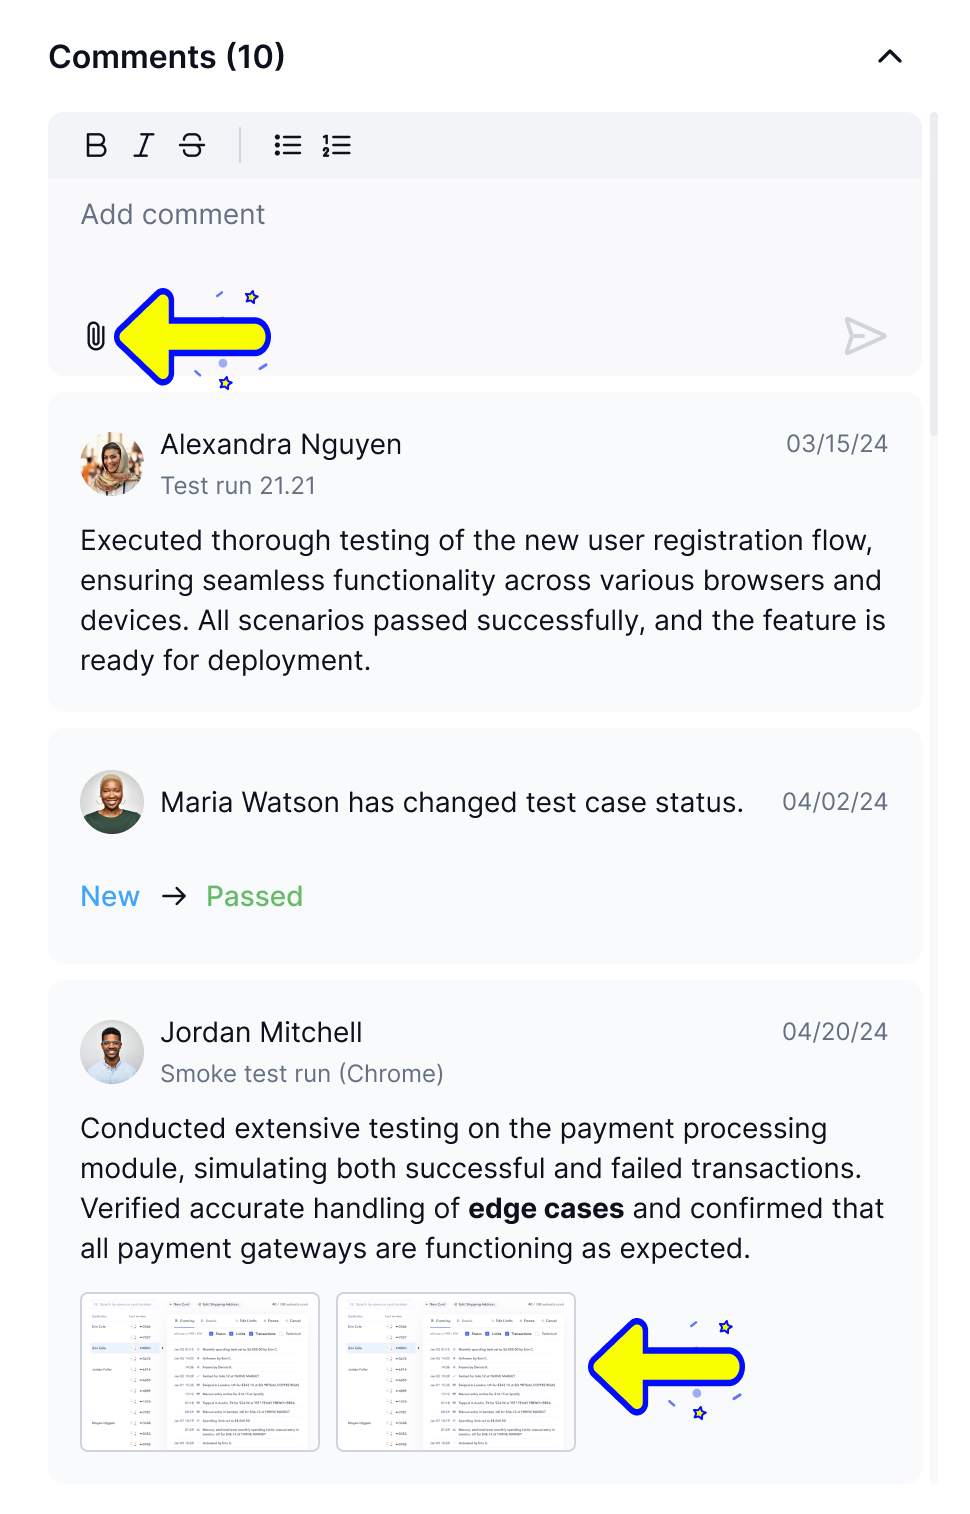 Comments (10)
Add comment
Alexandra Nguyen
03/15/24
Test run 21.21
Executed thorough testing of the new user registration flow,
ensuring seamless functionality across various browsers and
devices. All scenarios passed successfully, and the feature is
ready for deployment.
Maria Watson has changed test case status.
04/02/24
New → Passed
Jordan Mitchell
04/20/24
Smoke test run (Chrome)
Conducted extensive testing on the payment processing
module, simulating both successful and failed transactions.
Verified accurate handling of edge cases and confirmed that
all payment gateways are functioning as expected.